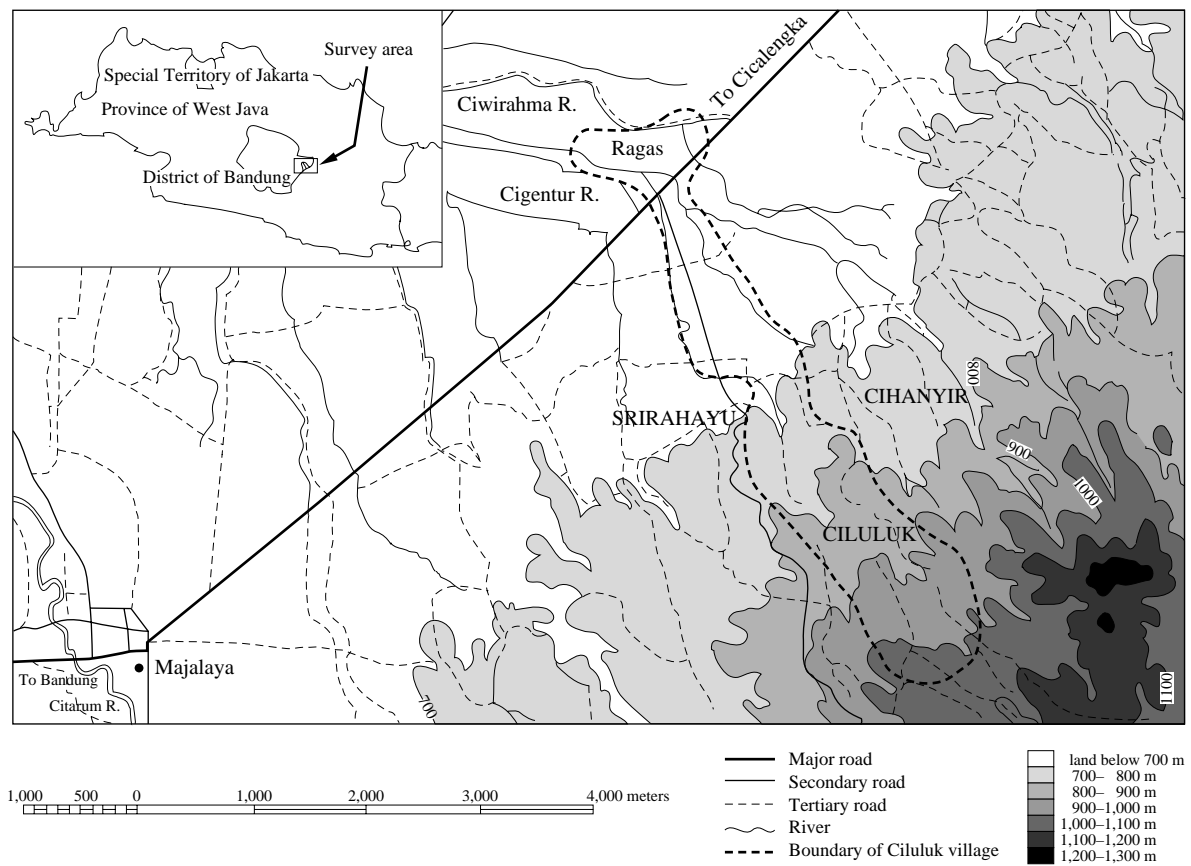 Survey area
Special Territory of Jakarta
Province of West Java
District of Bandung
To Cicalengka
Ciwirahma R.
Ragas
Cigentur R.
800
CIHANYIR
SRIRAHAYU
900
1000
CILULUK
Majalaya
To Bandung
Citarum R.
700
1100
1,000 500 0 1,000 2,000 3,000 4,000 meters
Major road
Secondary road
Tertiary road
River
Boundary of Ciluluk village
land below 700 m
700– 800 m
800– 900 m
900–1,000 m
1,000–1,100 m
1,100–1,200 m
1,200–1,300 m